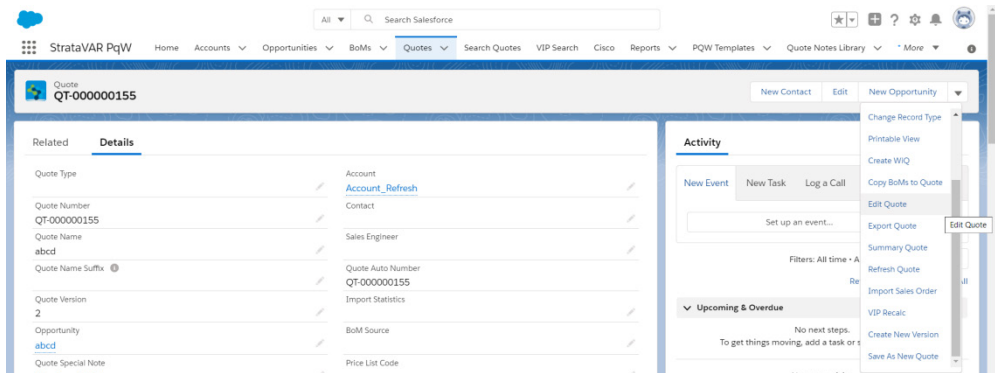 All
Search Salesforce
StrataVAR PqW
Home
Accounts
Opportunities
BoMs
Quotes
Search Quotes
VIP Search
Cisco
Reports
PQW Templates
Quote Notes Library
* More
Quote
QT-000000155
New Contact
Edit
New Opportunity
Change Record Type
Printable View
Create WIQ
Copy BoMs to Quote
Edit Quote
Export Quote
Summary Quote
Refresh Quote
Import Sales Order
VIP Recalc
Create New Version
Save As New Quote
Edit Quote
Related
Details
Quote Type
Account
Account_Refresh
Quote Number
QT-000000155
Contact
Quote Name
abcd
Sales Engineer
Quote Name Suffix
Quote Auto Number
QT-000000155
Quote Version
2
Import Statistics
Opportunity
abcd
BoM Source
Quote Special Note
Price List Code
Activity
New Event
New Task
Log a Call
Set up an event...
Filters: All time • A
Re
Upcoming & Overdue
No next steps.
To get things moving, add a task or s